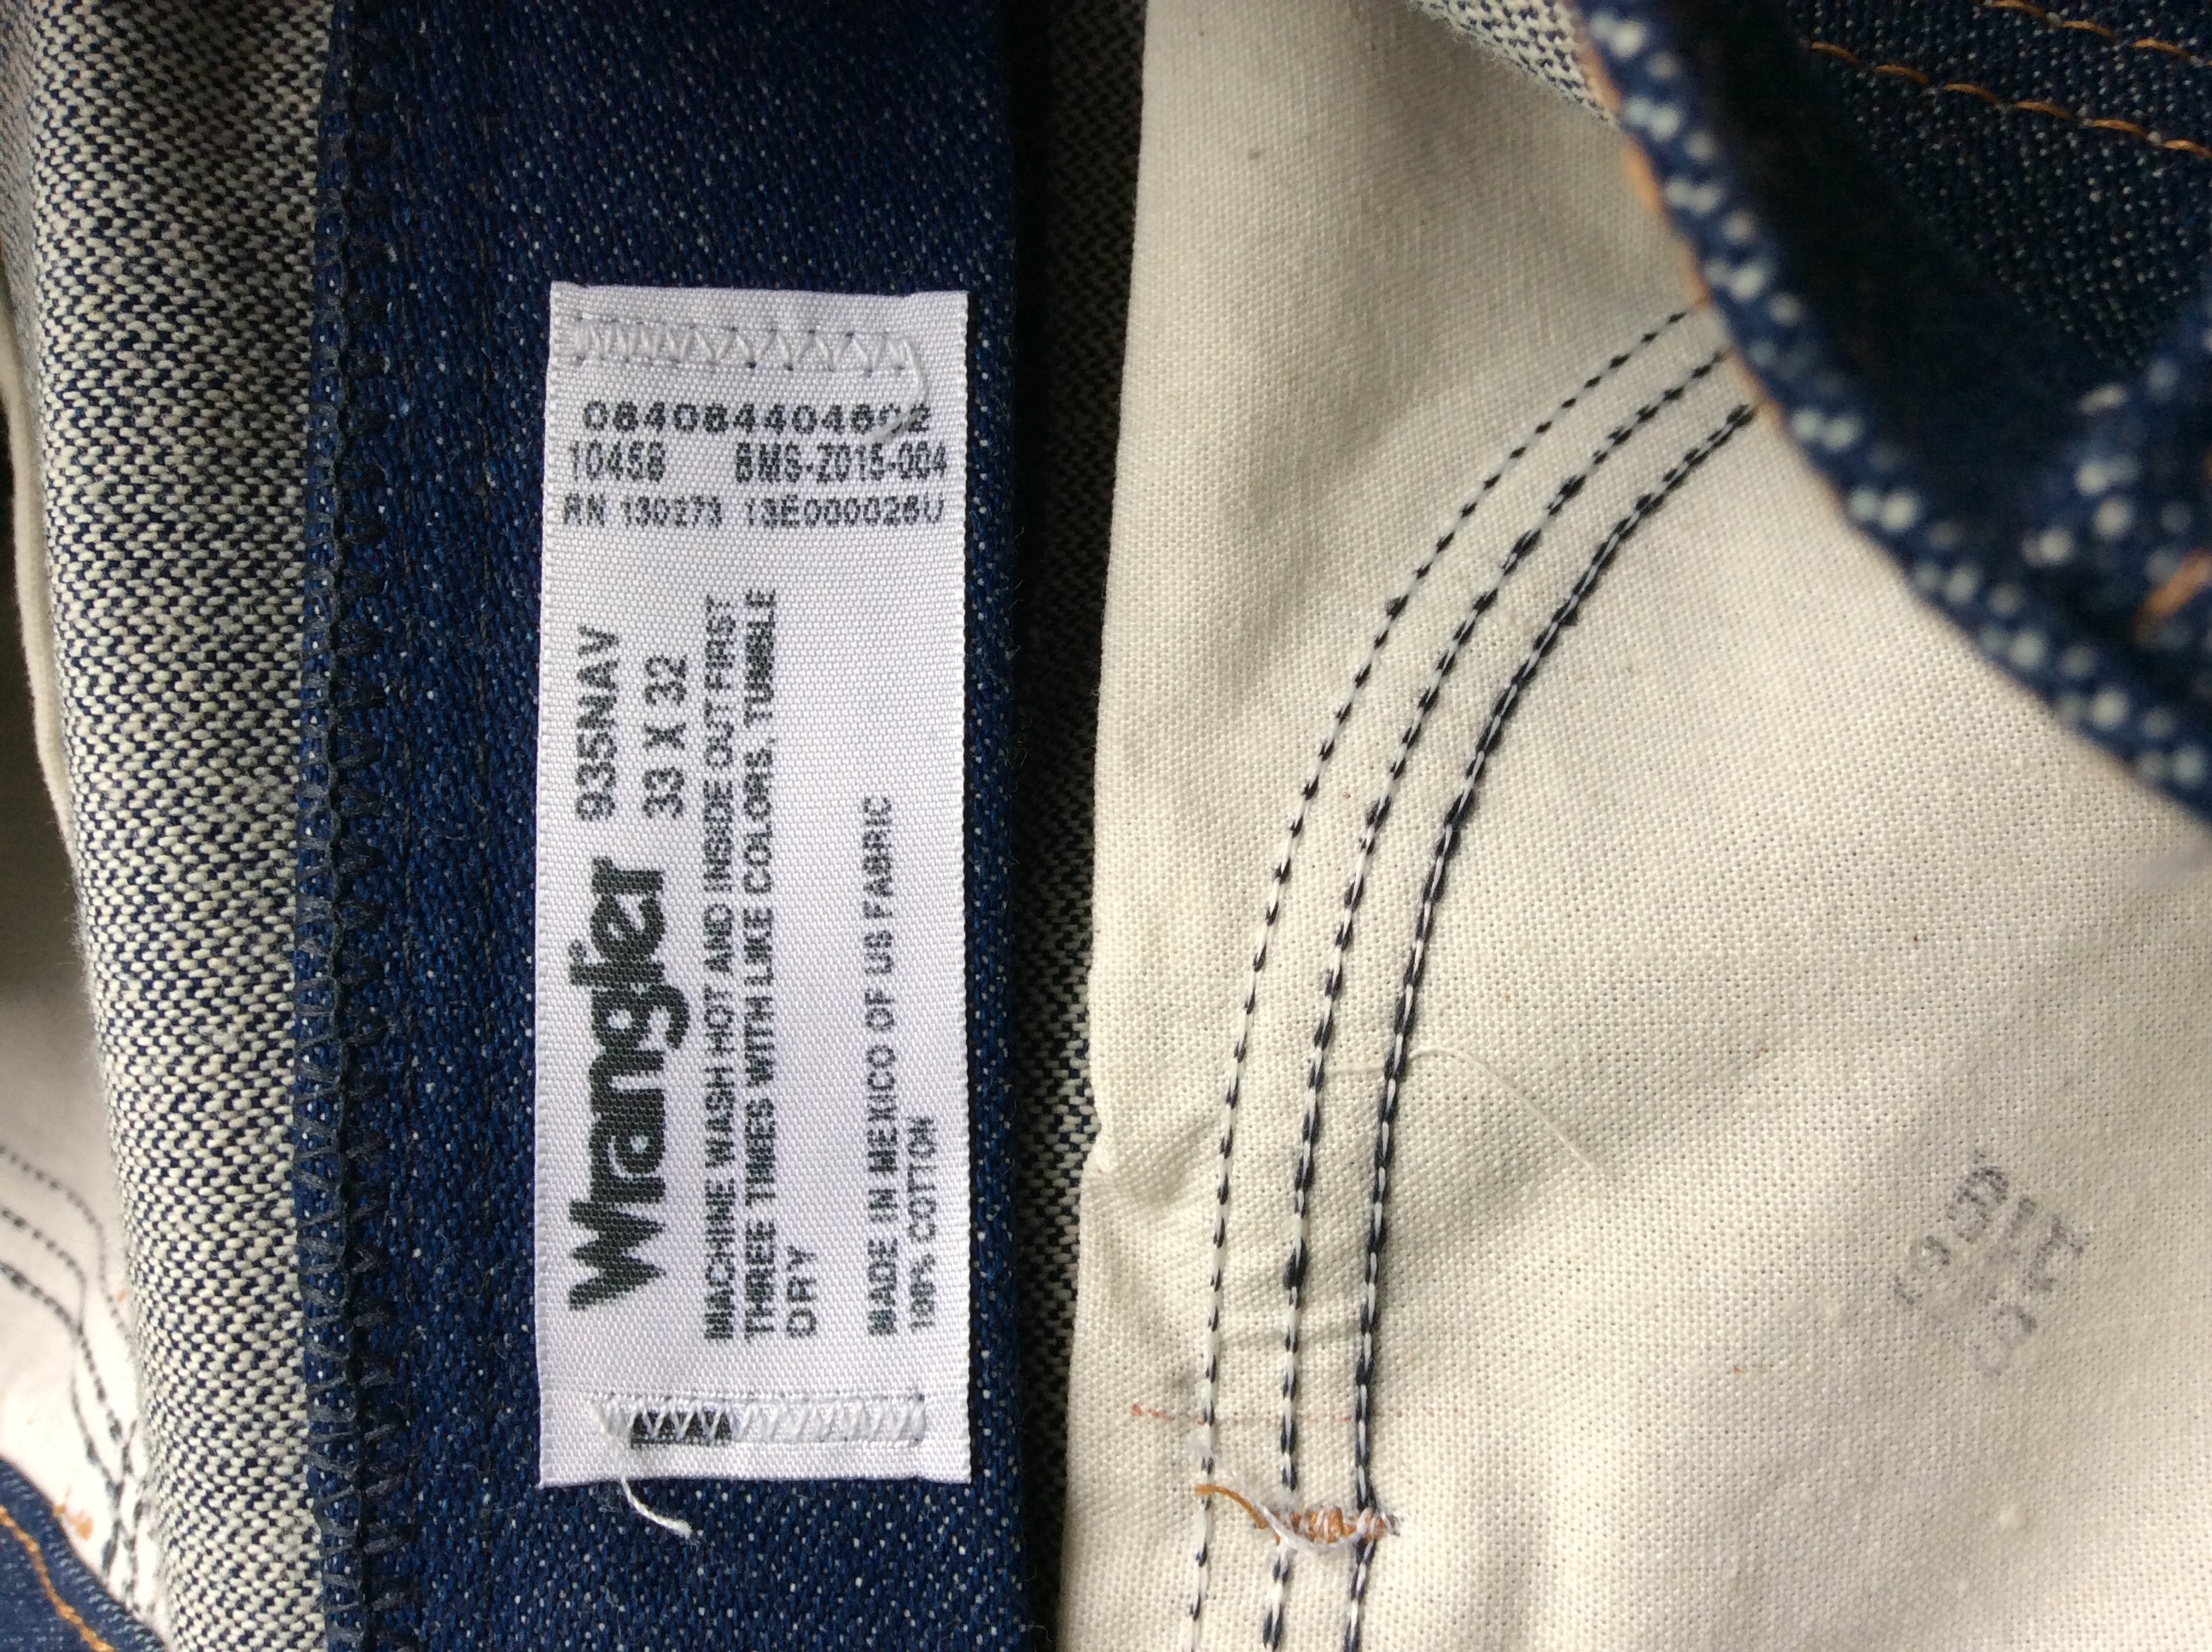 064084404602
10458 BMS-Z015-004
RN 130273 13E000026U
Wrangler 935NAV
33 X 32
MACHINE WASH HOT AND INSIDE OUT FIRST
THREE TIMES WITH LIKE COLORS, TUMBLE
DRY
MADE IN MEXICO OF US FABRIC
100% COTTON